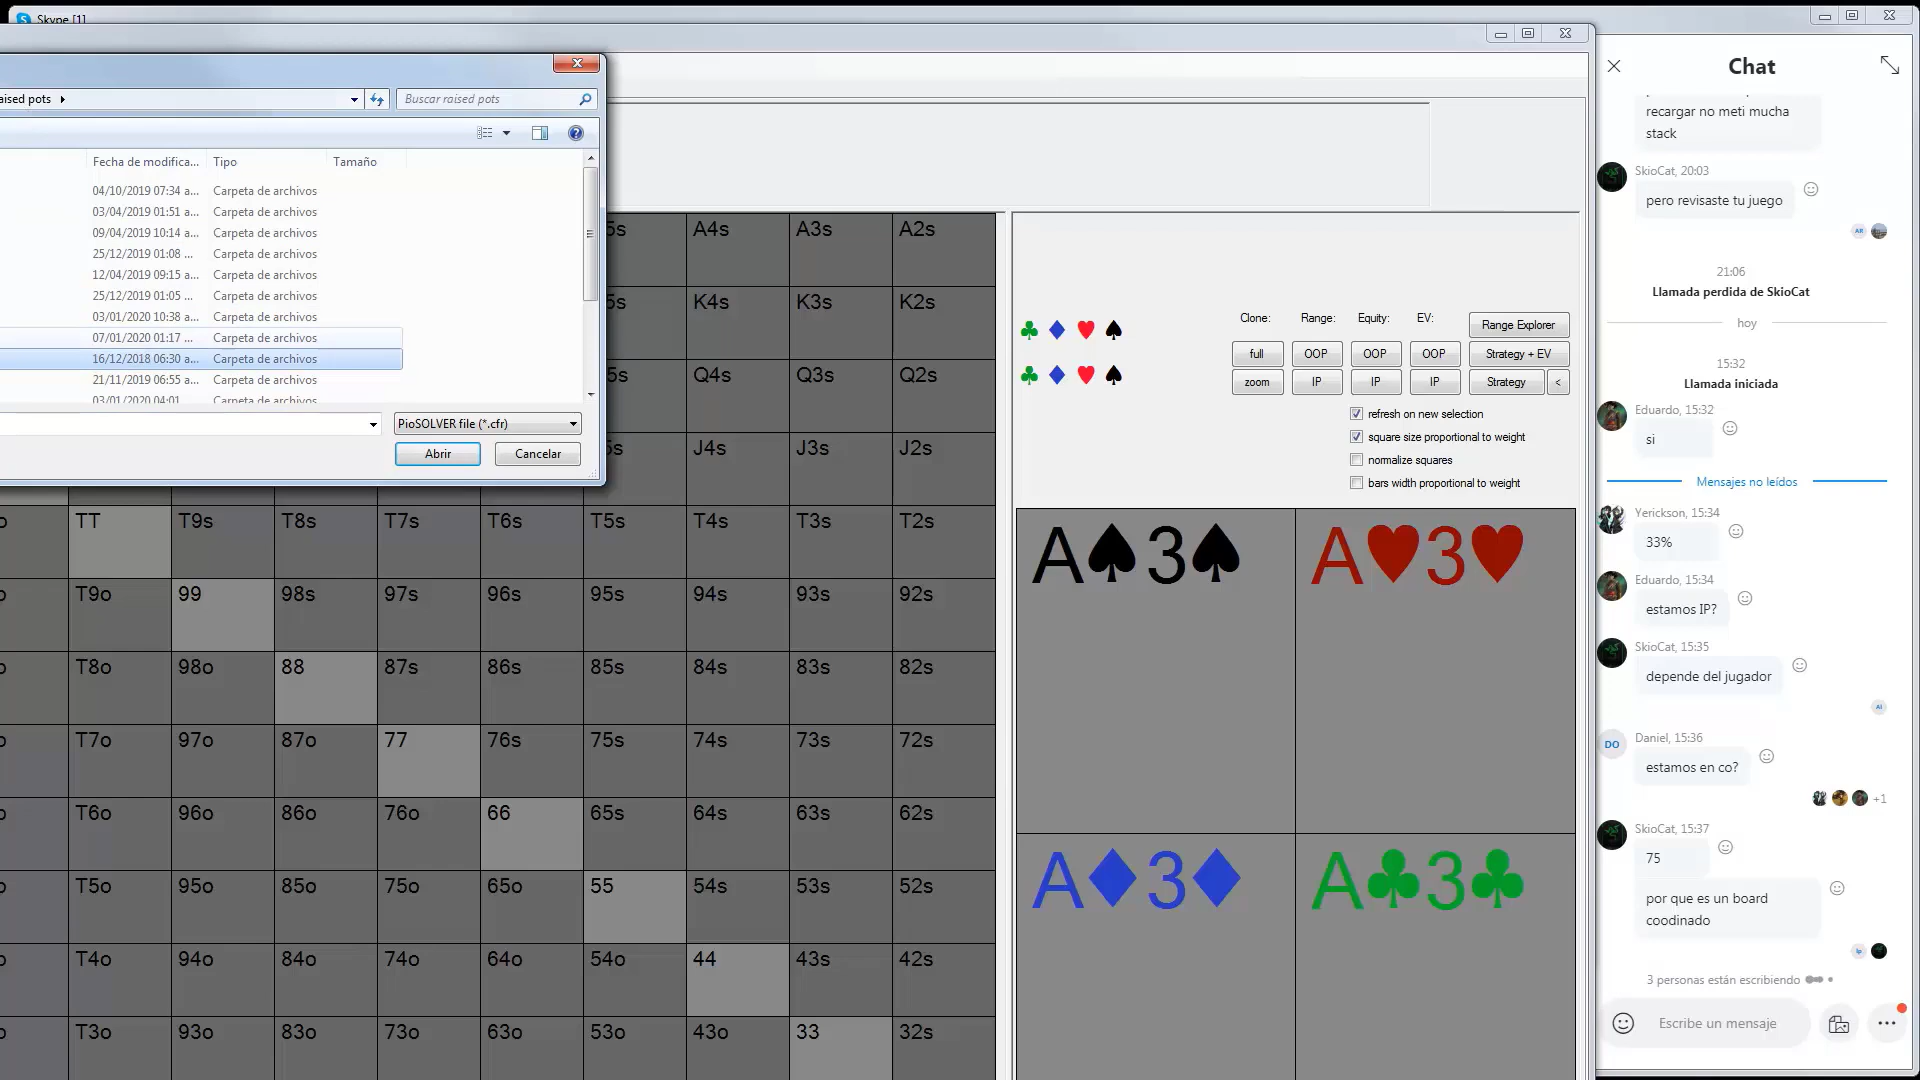 Skype [1]
aised pots
Buscar raised pots
Fecha de modifica... Tipo Tamaño
04/10/2019 07:34 a... Carpeta de archivos
03/04/2019 01:51 a... Carpeta de archivos
09/04/2019 10:14 a... Carpeta de archivos
25/12/2019 01:08 ... Carpeta de archivos
12/04/2019 09:15 a... Carpeta de archivos
25/12/2019 01:05 ... Carpeta de archivos
03/01/2020 10:38 a... Carpeta de archivos
07/01/2020 01:17 ... Carpeta de archivos
16/12/2018 06:30 a... Carpeta de archivos
21/11/2019 06:55 a... Carpeta de archivos
03/01/2020 04:01 Carpeta de archivos
PioSOLVER file (*.cfr)
Abrir Cancelar
5s A4s A3s A2s
5s K4s K3s K2s
5s Q4s Q3s Q2s
5s J4s J3s J2s
o TT T9s T8s T7s T6s T5s T4s T3s T2s
o T9o 99 98s 97s 96s 95s 94s 93s 92s
o T8o 98o 88 87s 86s 85s 84s 83s 82s
o T7o 97o 87o 77 76s 75s 74s 73s 72s
o T6o 96o 86o 76o 66 65s 64s 63s 62s
o T5o 95o 85o 75o 65o 55 54s 53s 52s
o T4o 94o 84o 74o 64o 54o 44 43s 42s
o T3o 93o 83o 73o 63o 53o 43o 33 32s
♣ ♦ ♥ ♠
♣ ♦ ♥ ♠
Clone: Range: Equity: EV: Range Explorer
full OOP OOP OOP Strategy + EV
zoom IP IP IP Strategy <
refresh on new selection
square size proportional to weight
normalize squares
bars width proportional to weight
A♠3♠ A♥3♥
A♦3♦ A♣3♣
Chat
recargar no meti mucha
stack
SkioCat, 20:03
pero revisaste tu juego
AR
21:06
Llamada perdida de SkioCat
hoy
15:32
Llamada iniciada
Eduardo, 15:32
si
Mensajes no leídos
Yerickson, 15:34
33%
Eduardo, 15:34
estamos IP?
SkioCat, 15:35
depende del jugador
AI
DO
Daniel, 15:36
estamos en co?
+1
SkioCat, 15:37
75
por que es un board
coodinado
3 personas están escribiendo
Escribe un mensaje